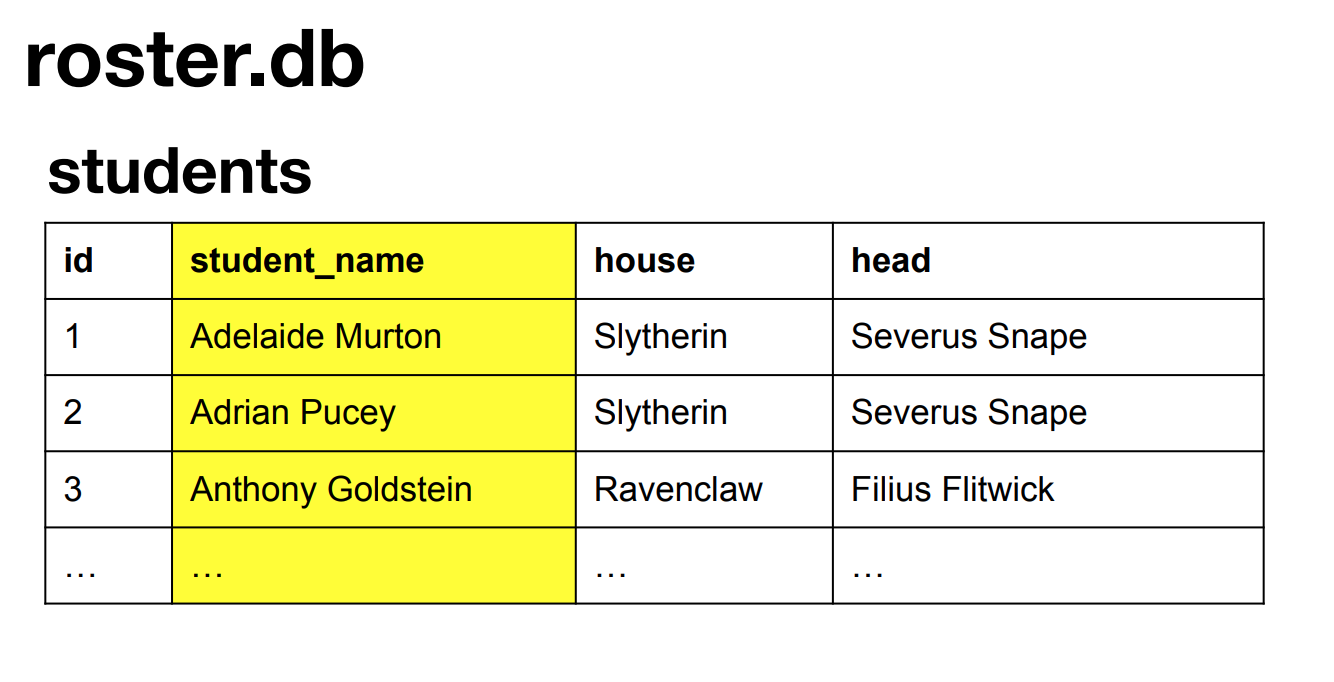 roster.db
students
id student_name house head
1 Adelaide Murton Slytherin Severus Snape
2 Adrian Pucey Slytherin Severus Snape
3 Anthony Goldstein Ravenclaw Filius Flitwick
… … … …